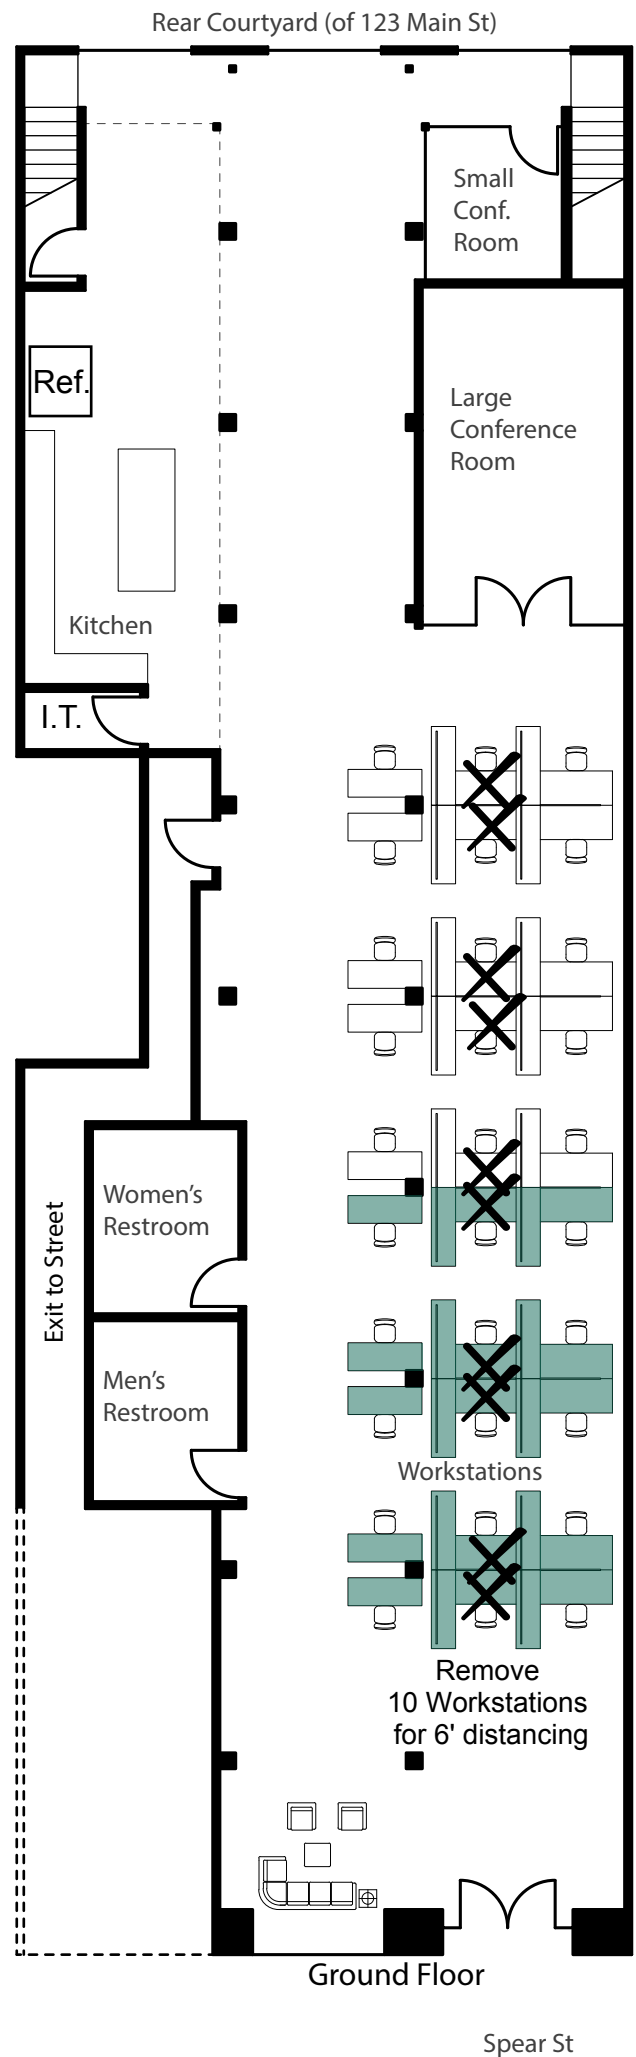 Rear Courtyard (of 123 Main St)
Small
Conf.
Room
Ref.
Large
Conference
Room
Kitchen
I.T.
Women's
Restroom
Exit to Street
Men's
Restroom
Workstations
Remove
10 Workstations
for 6' distancing
Ground Floor
Spear St